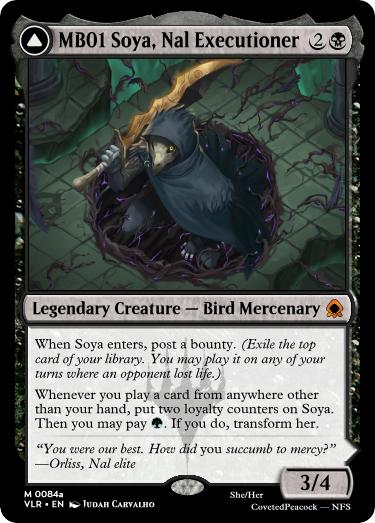 MB01 Soya, Nal Executioner 2
Legendary Creature — Bird Mercenary
When Soya enters, post a bounty. (Exile the top
card of your library. You may play it on any of your
turns where an opponent lost life.)
Whenever you play a card from anywhere other
than your hand, put two loyalty counters on Soya.
Then you may pay . If you do, transform her.
“You were our best. How did you succumb to mercy?”
—Orliss, Nal elite
3/4
M 0084a
VLR • EN Judah Carvalho
She/Her
CovetedPeacock — NFS